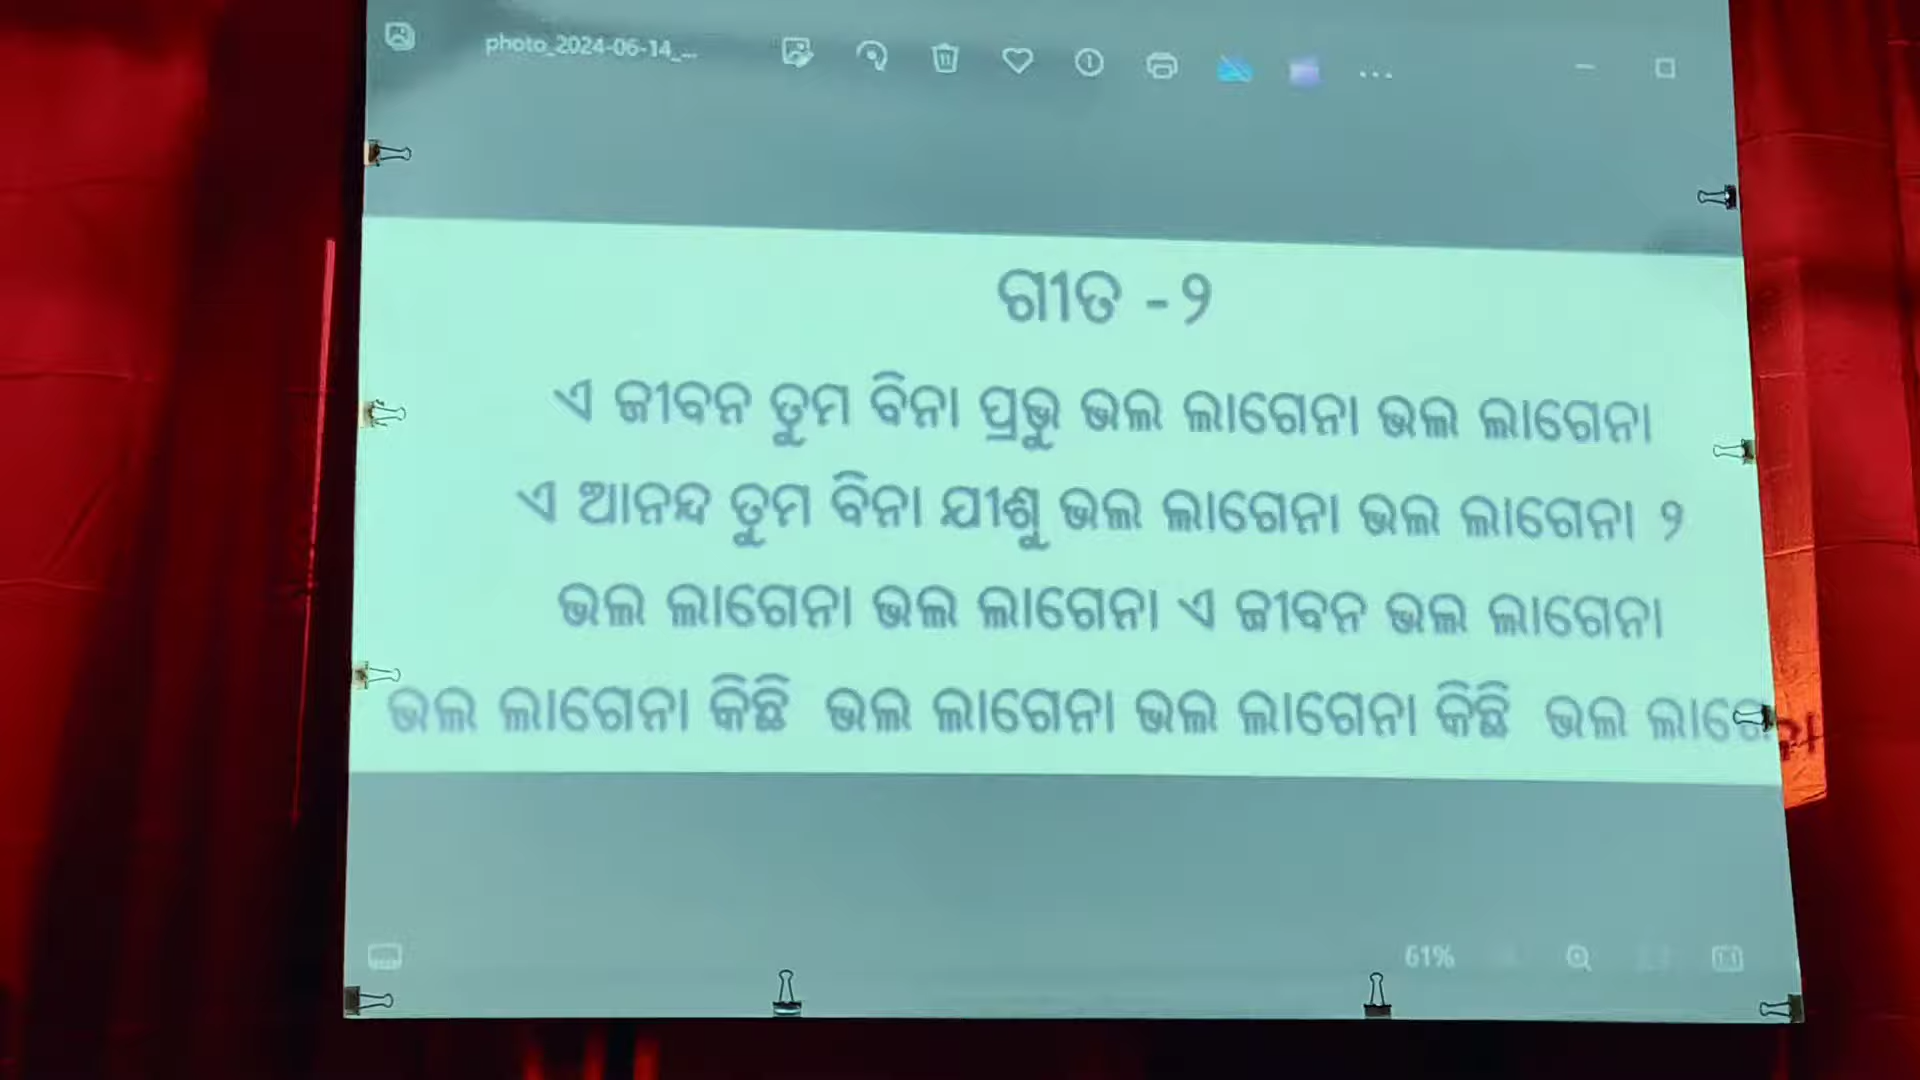 photo_2024-06-14_...
ଗୀତ - ୨
ଏ ଜୀବନ ତୁମ ବିନା ପ୍ରଭୁ ଭଲ ଲାଗେନା ଭଲ ଲାଗେନା
ଏ ଆନନ୍ଦ ତୁମ ବିନା ଯୀଶୁ ଭଲ ଲାଗେନା ଭଲ ଲାଗେନା ୨
ଭଲ ଲାଗେନା ଭଲ ଲାଗେନା ଏ ଜୀବନ ଭଲ ଲାଗେନା
ଭଲ ଲାଗେନା କିଛି ଭଲ ଲାଗେନା ଭଲ ଲାଗେନା କିଛି ଭଲ ଲାଗେନା
61%